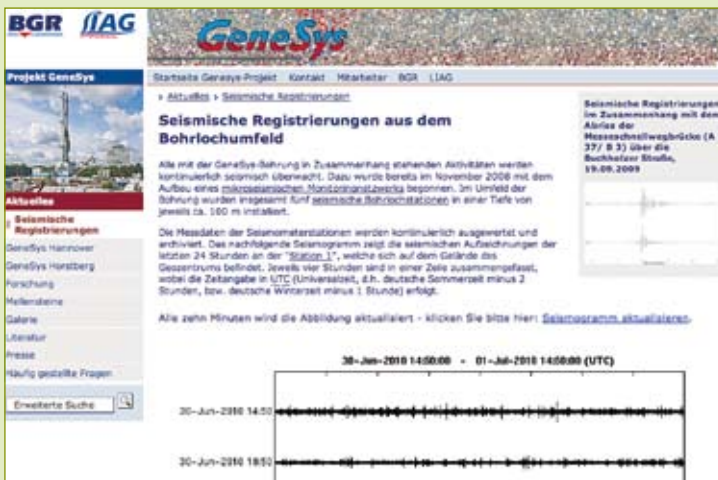 BGR LIAG
GeneSys
Projekt GeneSys
Startseite Genesys-Projekt Kontakt Mitarbeiter BGR LIAG
> Aktuelles > Seismische Registrierungen
Seismische Registrierungen aus dem
Bohrlochumfeld
Alle mit der GeneSys-Bohrung in Zusammenhang stehenden Aktivitäten werden
kontinuierlich seismisch überwacht. Dazu wurde bereits im November 2008 mit dem
Aufbau eines mikroseismischen Monitoringnetzwerks begonnen. Im Umfeld der
Bohrung wurden insgesamt fünf seismische Bohrlochstationen in einer Tiefe von
jeweils ca. 160 m installiert.
Die Messdaten der Seismometerstationen werden kontinuierlich ausgewertet und
archiviert. Das nachfolgende Seismogramm zeigt die seismischen Aufzeichnungen der
letzten 24 Stunden an der "Station 1", welche sich auf dem Gelände des
Geozentrums befindet. Jeweils vier Stunden sind in einer Zeile zusammengefasst,
wobei die Zeitangabe in UTC (Universalzeit, d.h. deutsche Sommerzeit minus 2
Stunden, bzw. deutsche Winterzeit minus 1 Stunde) erfolgt.
Alle zehn Minuten wird die Abbildung aktualisiert - klicken Sie bitte hier: Seismogramm aktualisieren.
Seismische Registrierungen
im Zusammenhang mit dem
Abriss der
Messeschnellwegbrücke (A
37/ B 3) über die
Buchholzer Straße,
19.09.2009
Aktuelles
Seismische
Registrierungen
GeneSys Hannover
GeneSys Horstberg
Forschung
Meilensteine
Galerie
Literatur
Presse
Häufig gestellte Fragen
Erweiterte Suche
30-Jun-2010 14:50:00 - 01-Jul-2010 14:50:00 (UTC)
30-Jun-2010 14:50
30-Jun-2010 18:50